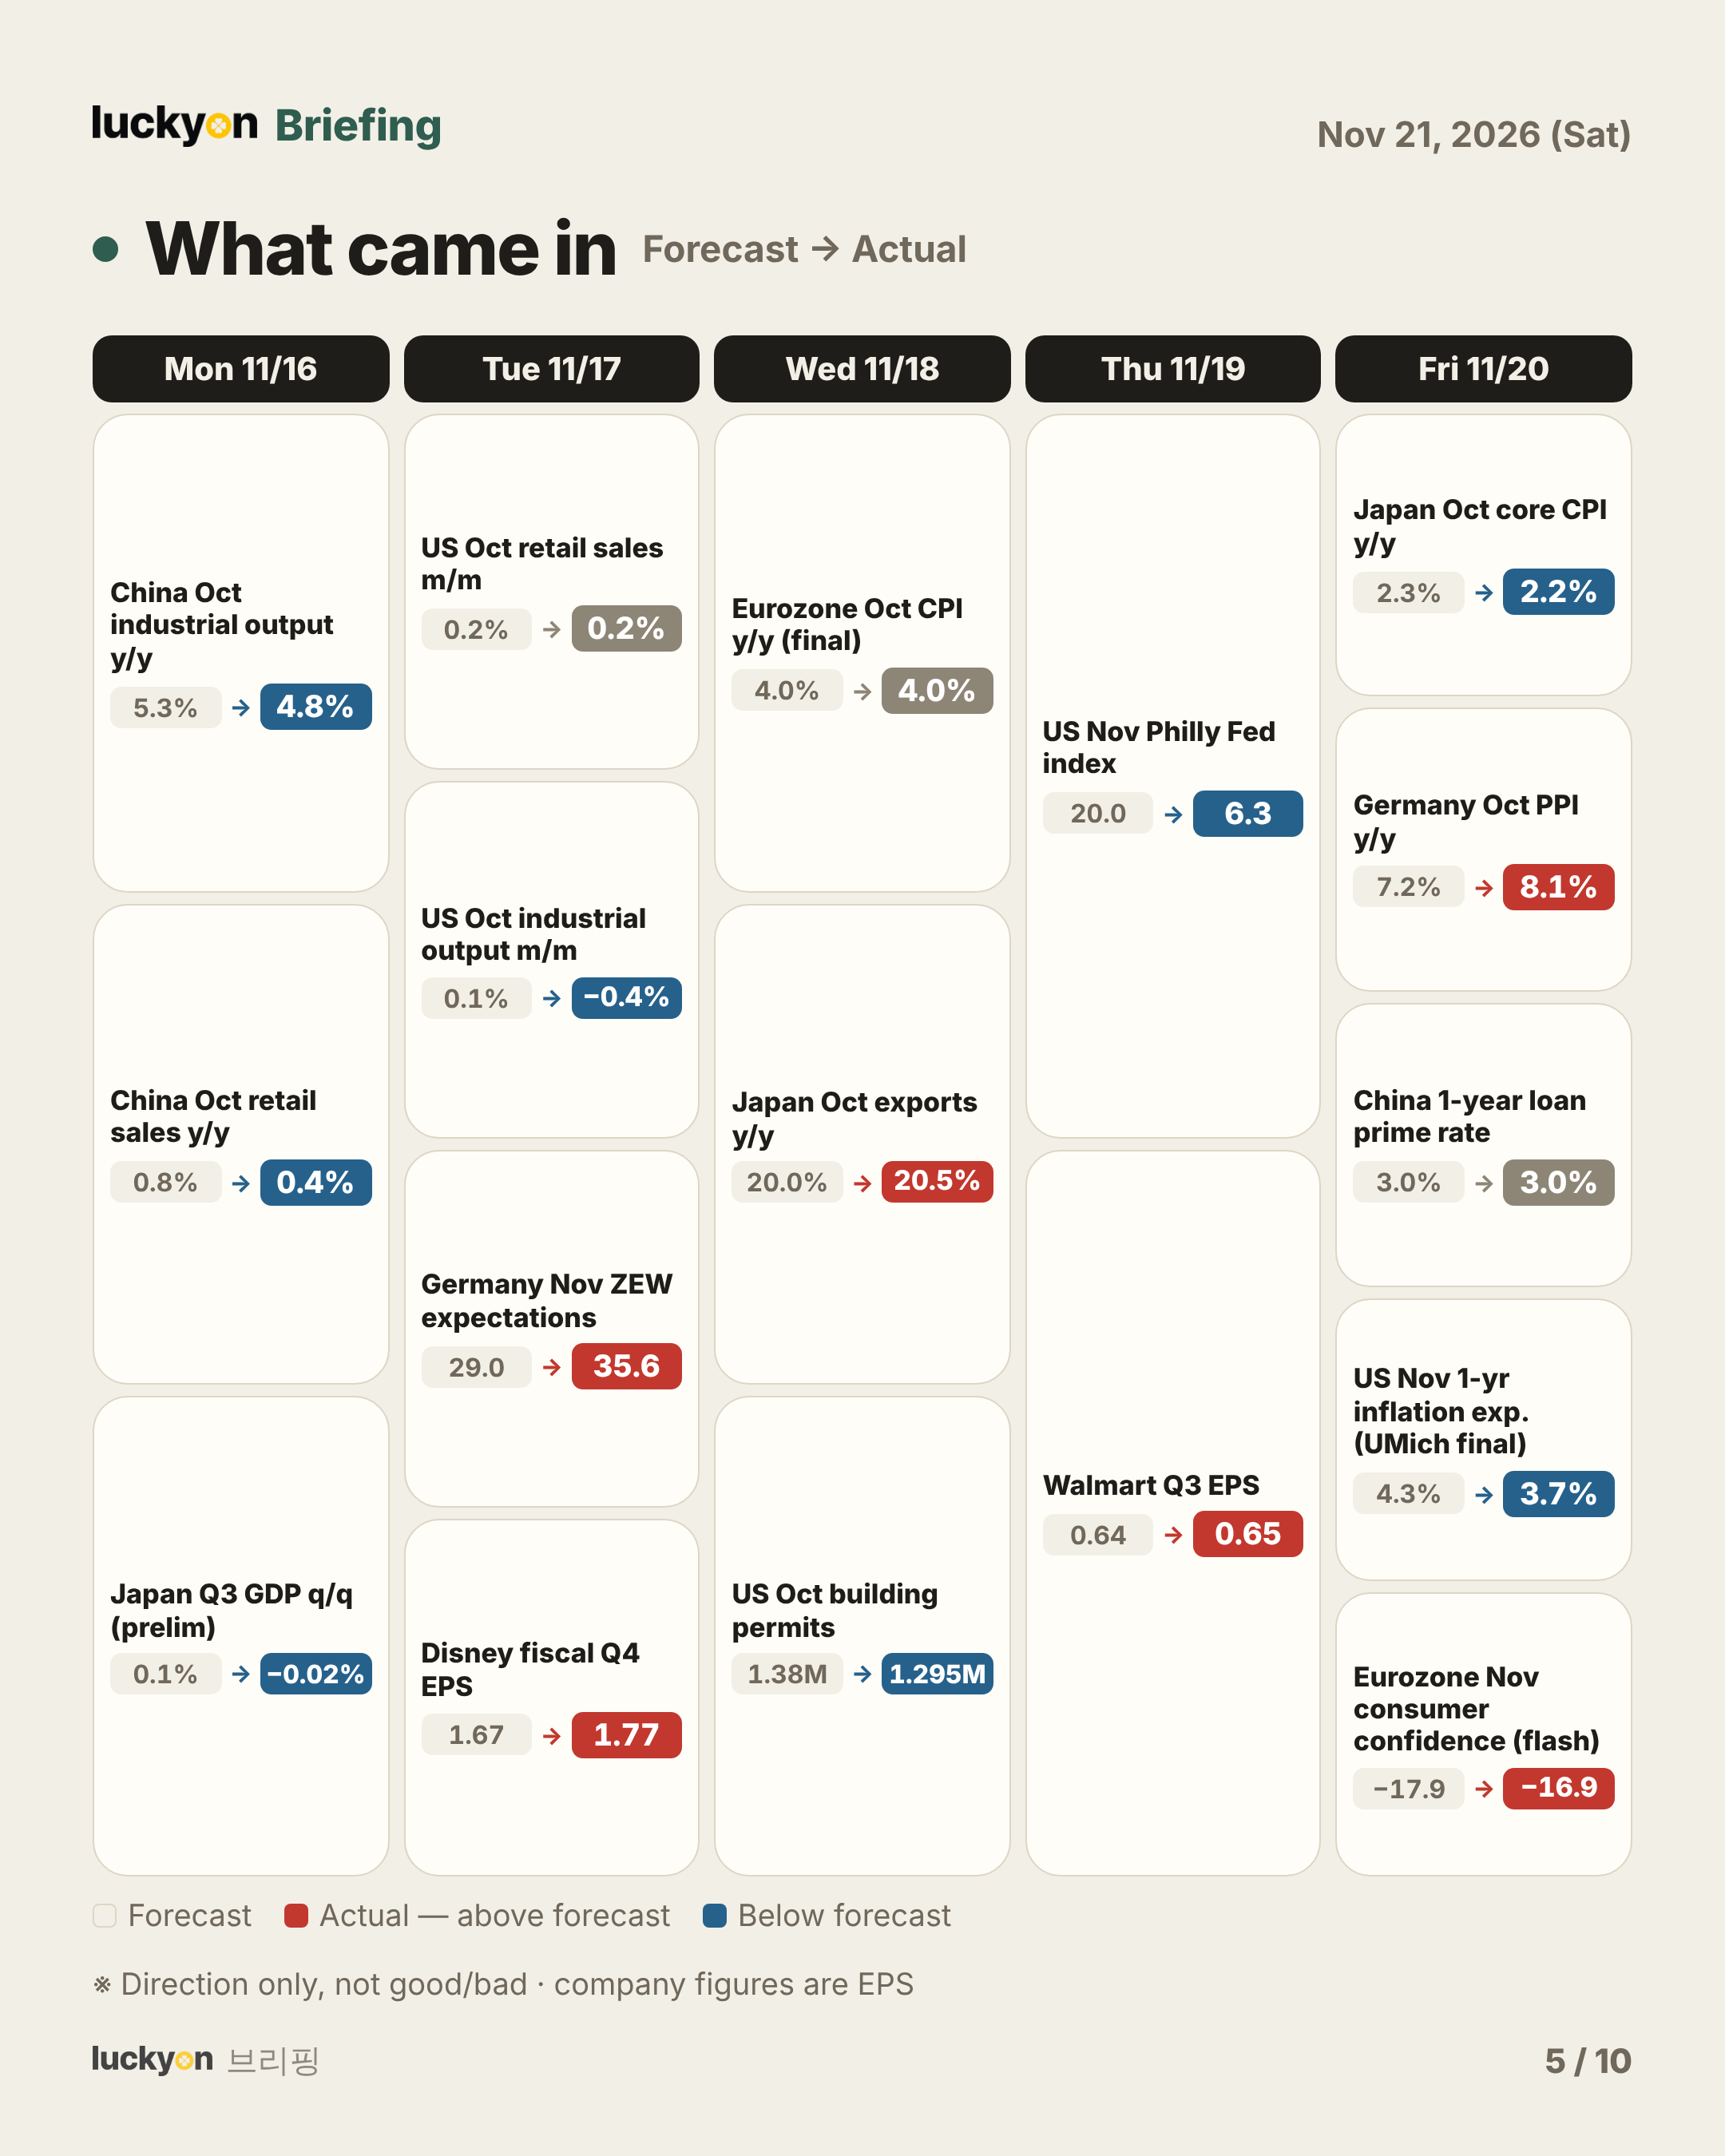 luckyon Briefing
Nov 21, 2026 (Sat)
What came in Forecast → Actual
Mon 11/16
China Oct
industrial output
y/y
5.3% → 4.8%
China Oct retail
sales y/y
0.8% → 0.4%
Japan Q3 GDP q/q
(prelim)
0.1% → −0.02%
Tue 11/17
US Oct retail sales
m/m
0.2% → 0.2%
US Oct industrial
output m/m
0.1% → −0.4%
Germany Nov ZEW
expectations
29.0 → 35.6
Disney fiscal Q4
EPS
1.67 → 1.77
Wed 11/18
Eurozone Oct CPI
y/y (final)
4.0% → 4.0%
Japan Oct exports
y/y
20.0% → 20.5%
US Oct building
permits
1.38M → 1.295M
Thu 11/19
US Nov Philly Fed
index
20.0 → 6.3
Walmart Q3 EPS
0.64 → 0.65
Fri 11/20
Japan Oct core CPI
y/y
2.3% → 2.2%
Germany Oct PPI
y/y
7.2% → 8.1%
China 1-year loan
prime rate
3.0% → 3.0%
US Nov 1-yr
inflation exp.
(UMich final)
4.3% → 3.7%
Eurozone Nov
consumer
confidence (flash)
−17.9 → −16.9
Forecast Actual — above forecast Below forecast
※ Direction only, not good/bad · company figures are EPS
luckyon 브리핑
5 / 10